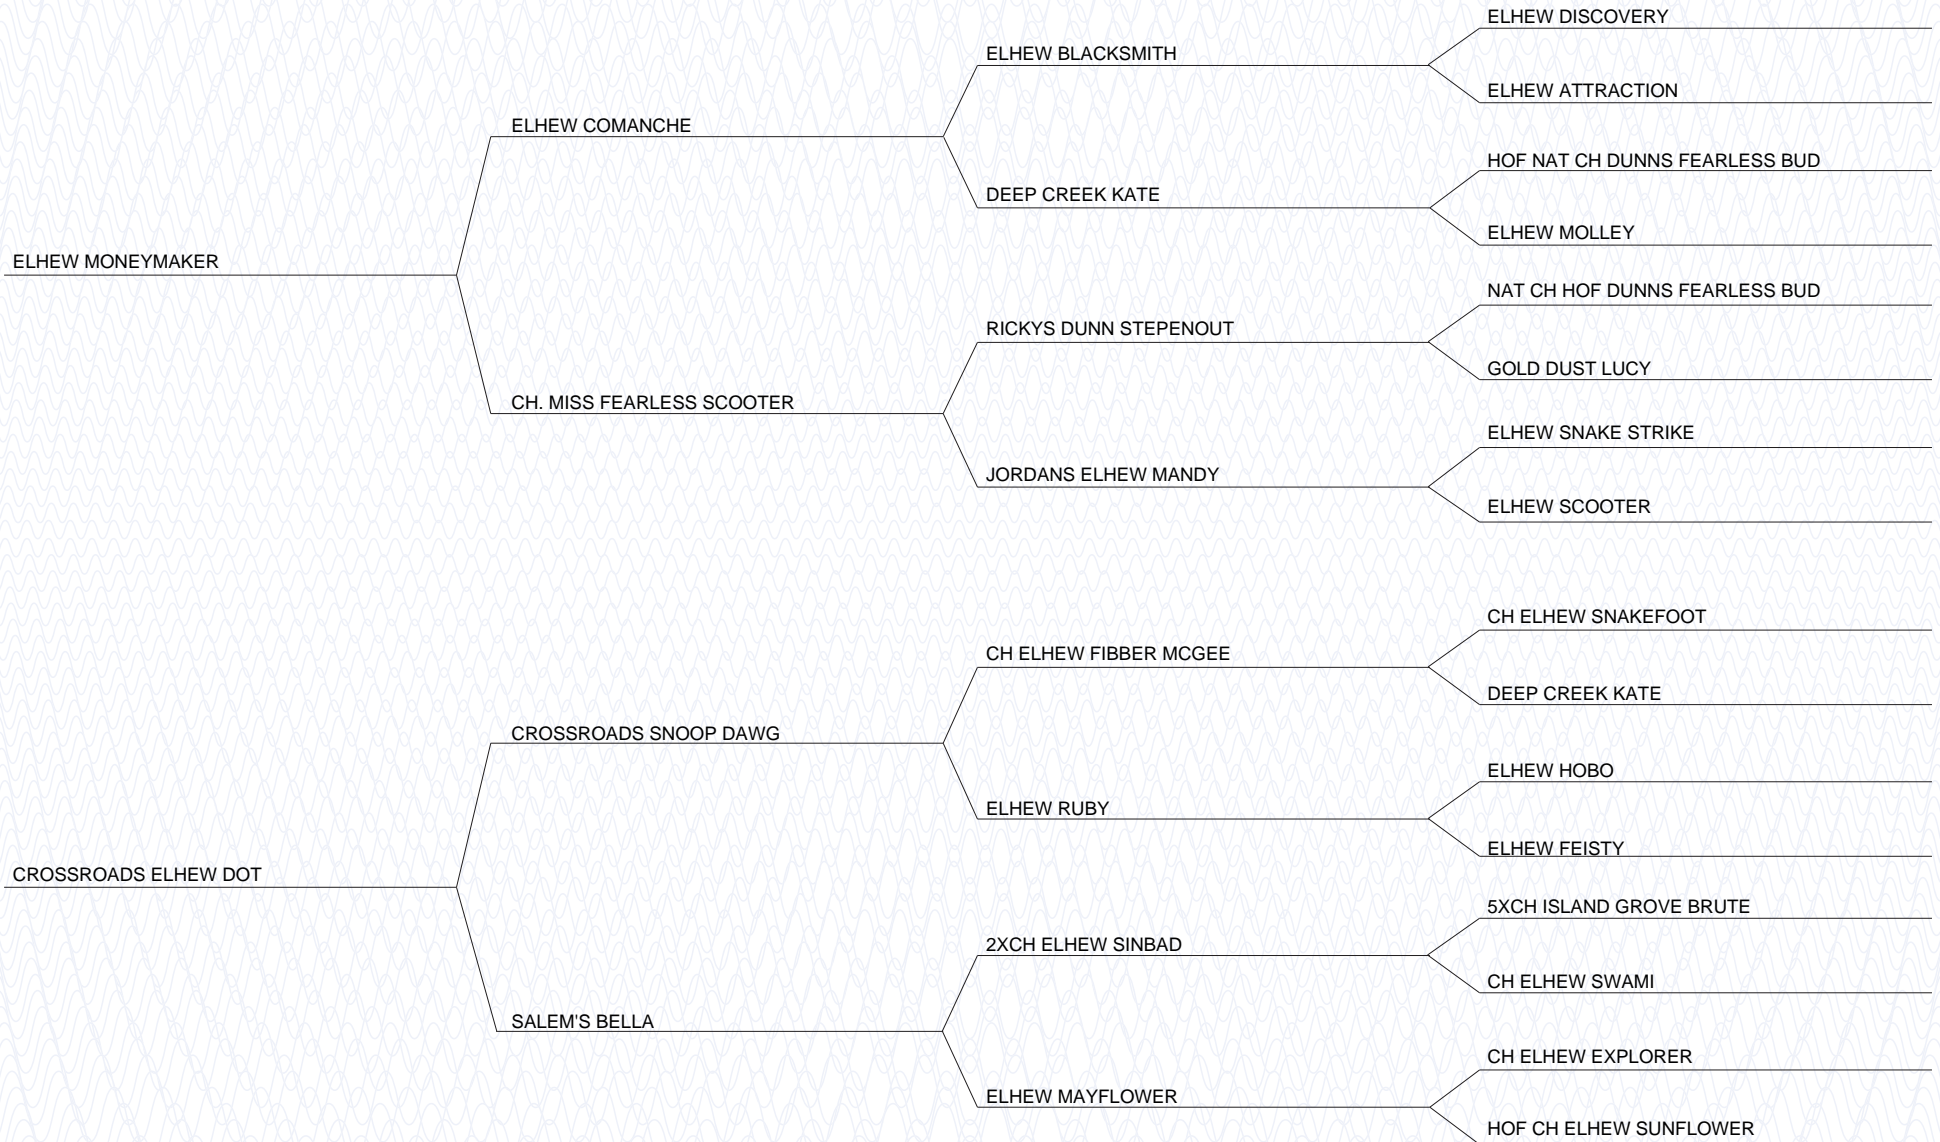 ELHEW DISCOVERY
ELHEW BLACKSMITH
ELHEW ATTRACTION
ELHEW COMANCHE
HOF NAT CH DUNNS FEARLESS BUD
DEEP CREEK KATE
ELHEW MOLLEY
ELHEW MONEYMAKER
NAT CH HOF DUNNS FEARLESS BUD
RICKYS DUNN STEPENOUT
GOLD DUST LUCY
CH. MISS FEARLESS SCOOTER
ELHEW SNAKE STRIKE
JORDANS ELHEW MANDY
ELHEW SCOOTER
CH ELHEW SNAKEFOOT
CH ELHEW FIBBER MCGEE
DEEP CREEK KATE
CROSSROADS SNOOP DAWG
ELHEW HOBO
ELHEW RUBY
ELHEW FEISTY
CROSSROADS ELHEW DOT
5XCH ISLAND GROVE BRUTE
2XCH ELHEW SINBAD
CH ELHEW SWAMI
SALEM'S BELLA
CH ELHEW EXPLORER
ELHEW MAYFLOWER
HOF CH ELHEW SUNFLOWER